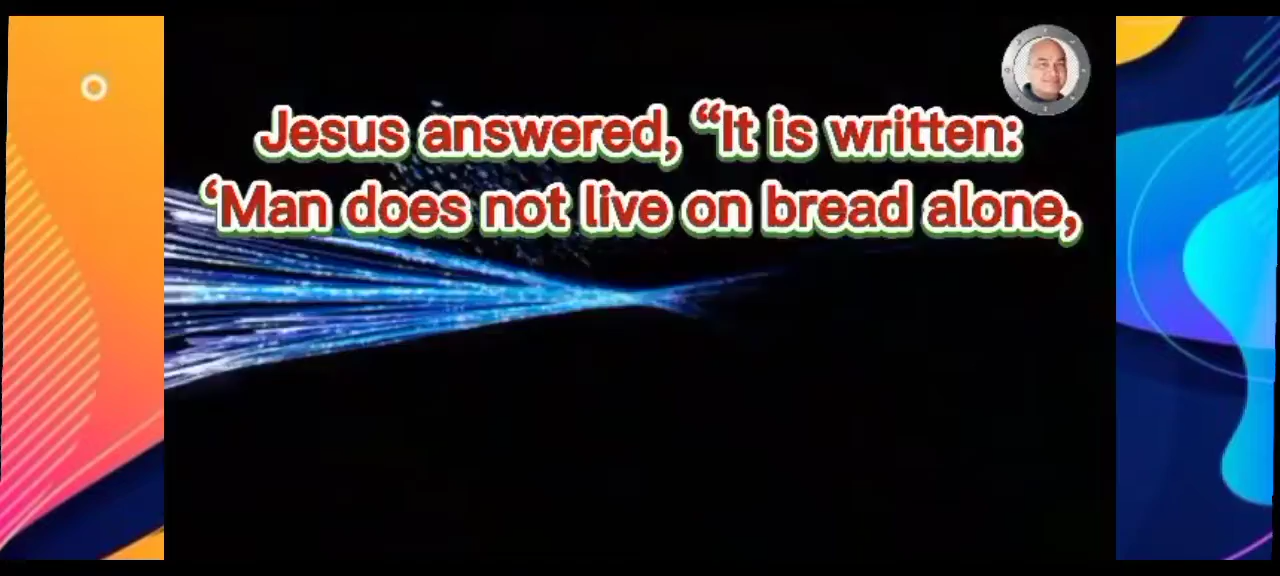 Jesus answered, “It is written:
‘Man does not live on bread alone,